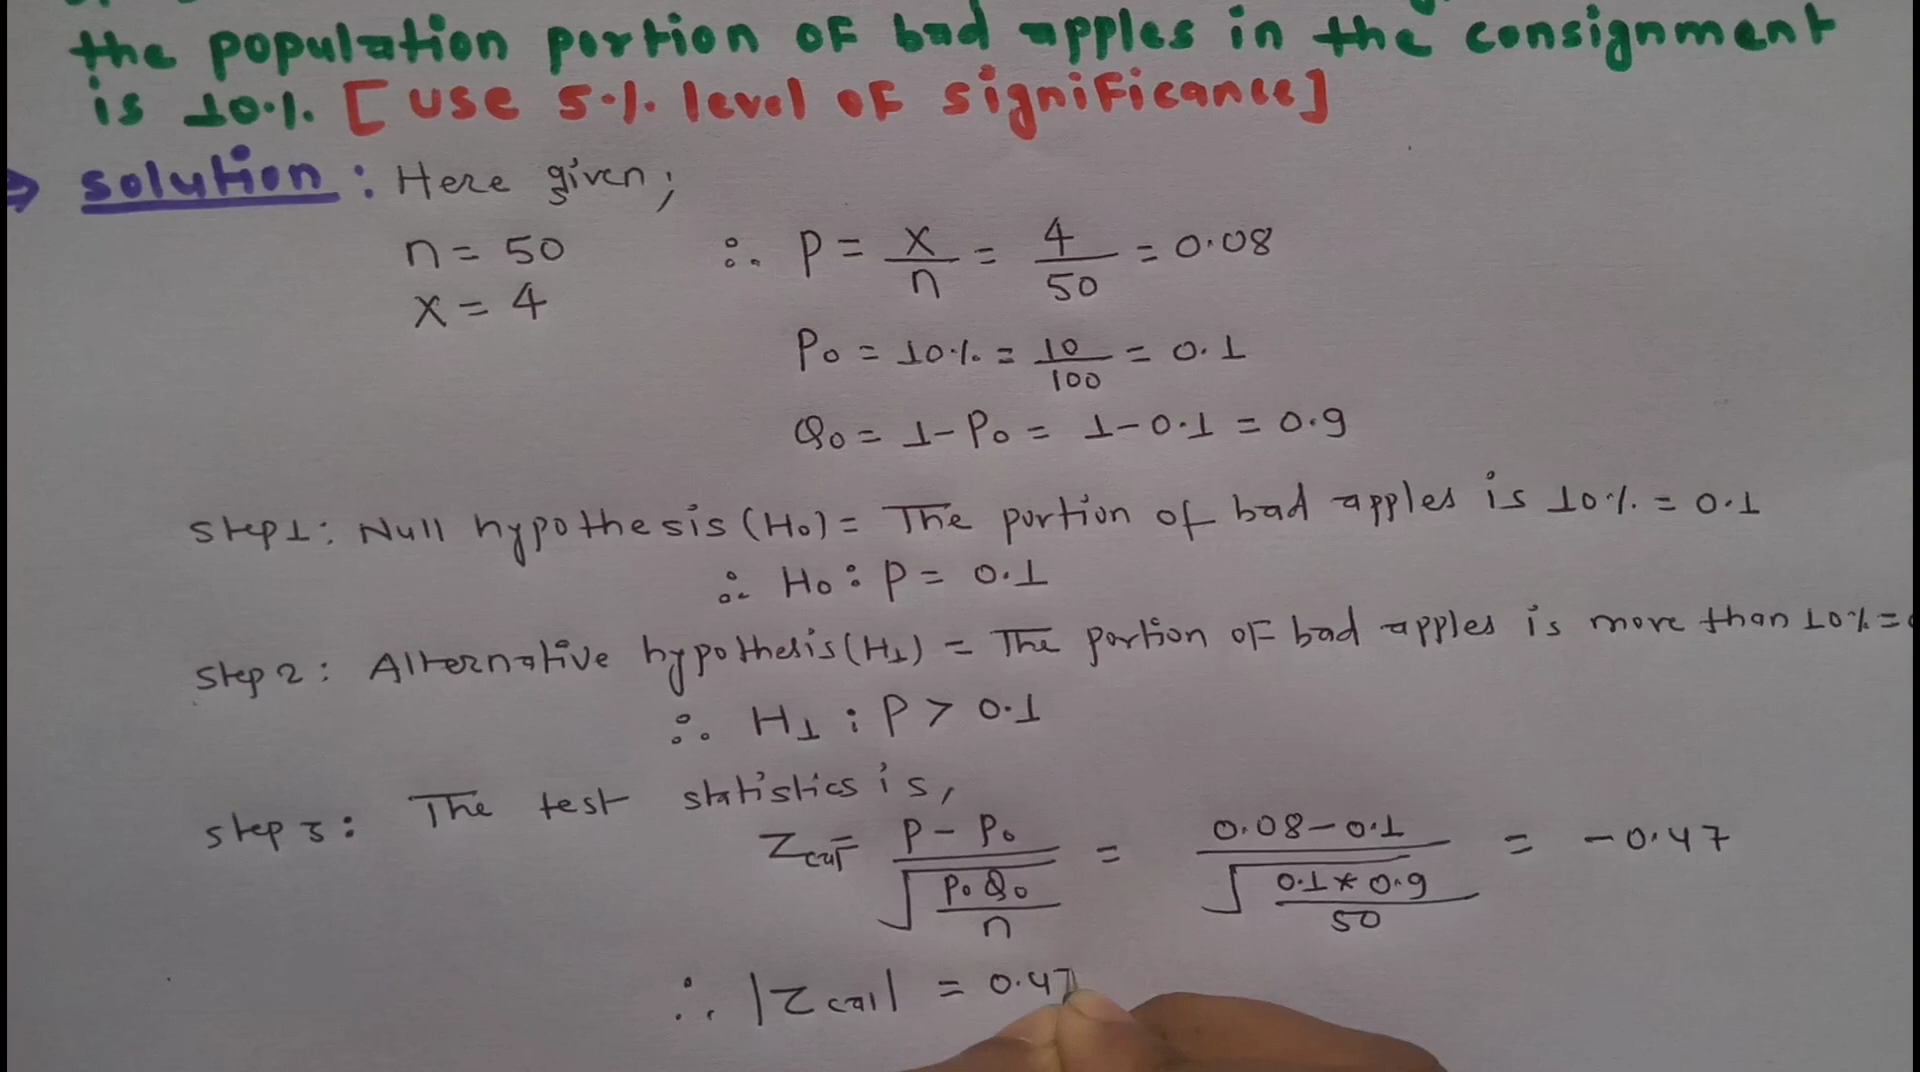 the population portion of bad apples in the consignment
is 10%. [use 5% level of significance]
solution: Here given;
n = 50
x = 4
∴ P = x/n = 4/50 = 0.08
P₀ = 10% = 10/100 = 0.1
Q₀ = 1-P₀ = 1-0.1 = 0.9
step1: Null hypothesis (H₀) = The portion of bad apples is 10% = 0.1
∴ H₀: P = 0.1
step2: Alternative hypothesis (H₁) = The portion of bad apples is more than 10% =
∴ H₁: P > 0.1
step3: The test statistics is,
Zcal = P - P₀ / √(P₀Q₀/n) = 0.08-0.1 / √(0.1*0.9/50) = -0.47
∴ |Zcal| = 0.47